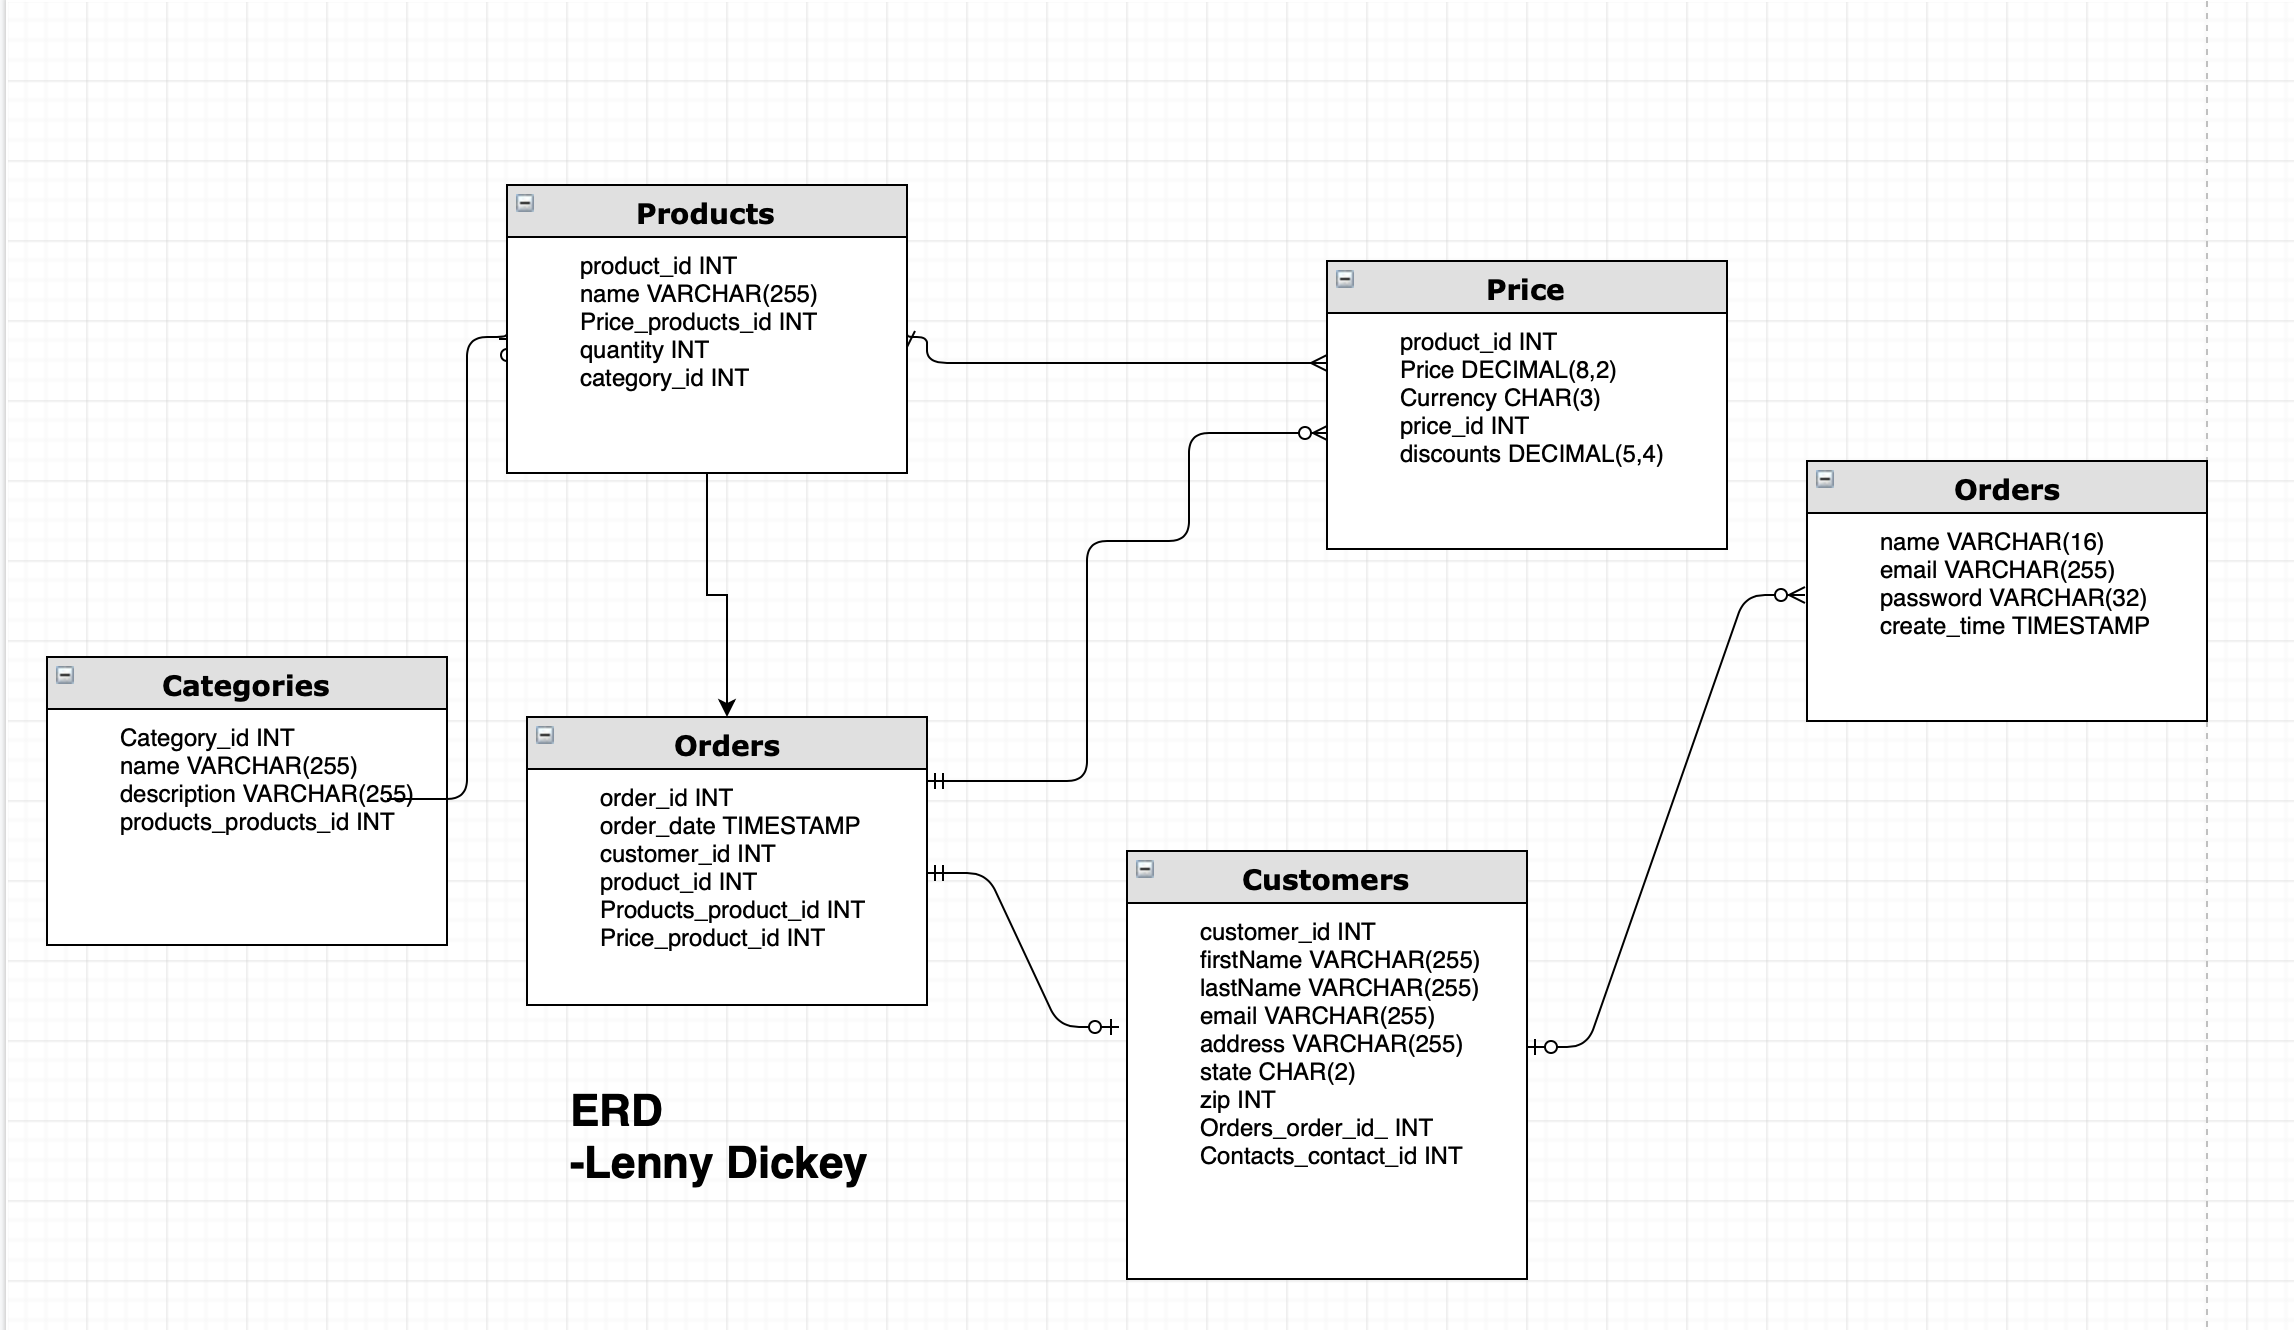 Products
product_id INT
name VARCHAR(255)
Price_products_id INT
quantity INT
category_id INT
Price
product_id INT
Price DECIMAL(8,2)
Currency CHAR(3)
price_id INT
discounts DECIMAL(5,4)
Orders
name VARCHAR(16)
email VARCHAR(255)
password VARCHAR(32)
create_time TIMESTAMP
Categories
Category_id INT
name VARCHAR(255)
description VARCHAR(255)
products_products_id INT
Orders
order_id INT
order_date TIMESTAMP
customer_id INT
product_id INT
Products_product_id INT
Price_product_id INT
Customers
customer_id INT
firstName VARCHAR(255)
lastName VARCHAR(255)
email VARCHAR(255)
address VARCHAR(255)
state CHAR(2)
zip INT
Orders_order_id_ INT
Contacts_contact_id INT
ERD
-Lenny Dickey